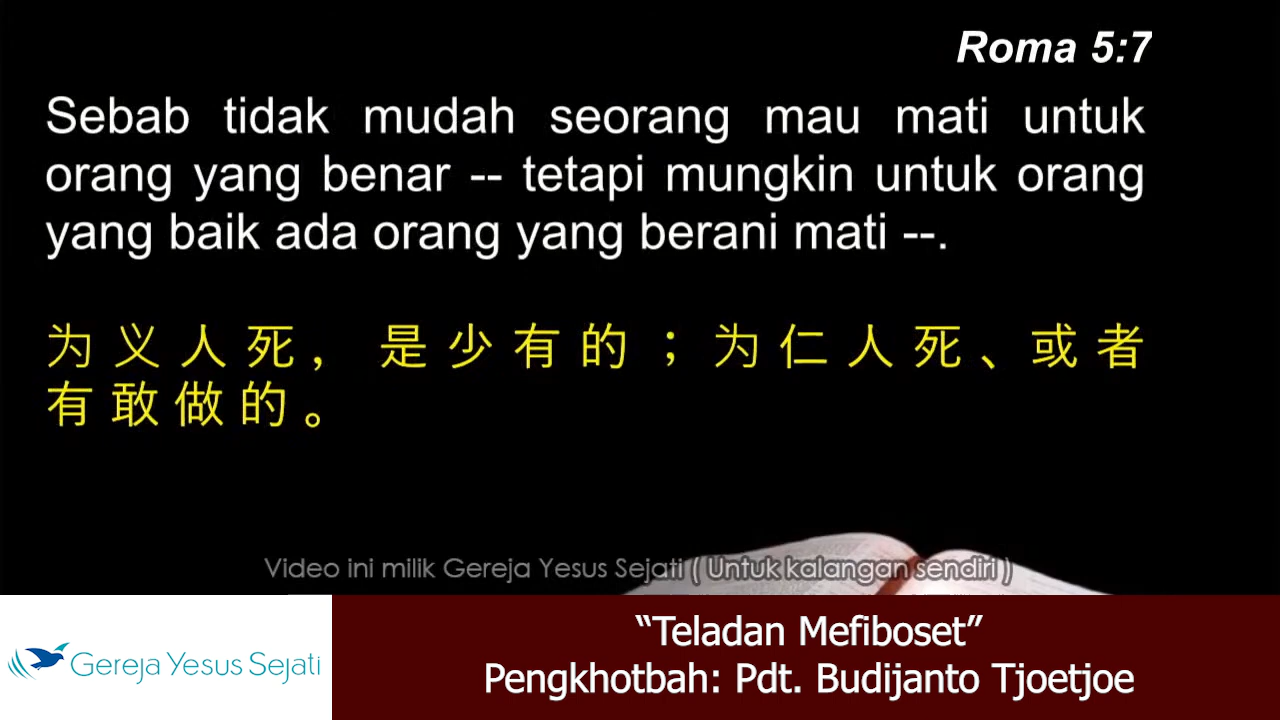 Roma 5:7
Sebab tidak mudah seorang mau mati untuk
orang yang benar -- tetapi mungkin untuk orang
yang baik ada orang yang berani mati --.
为义人死，是少有的；为仁人死、或者
有敢做的。
Video ini milik Gereja Yesus Sejati ( Untuk kalangan sendiri )
Gereja Yesus Sejati
“Teladan Mefiboset”
Pengkhotbah: Pdt. Budijanto Tjoetjoe